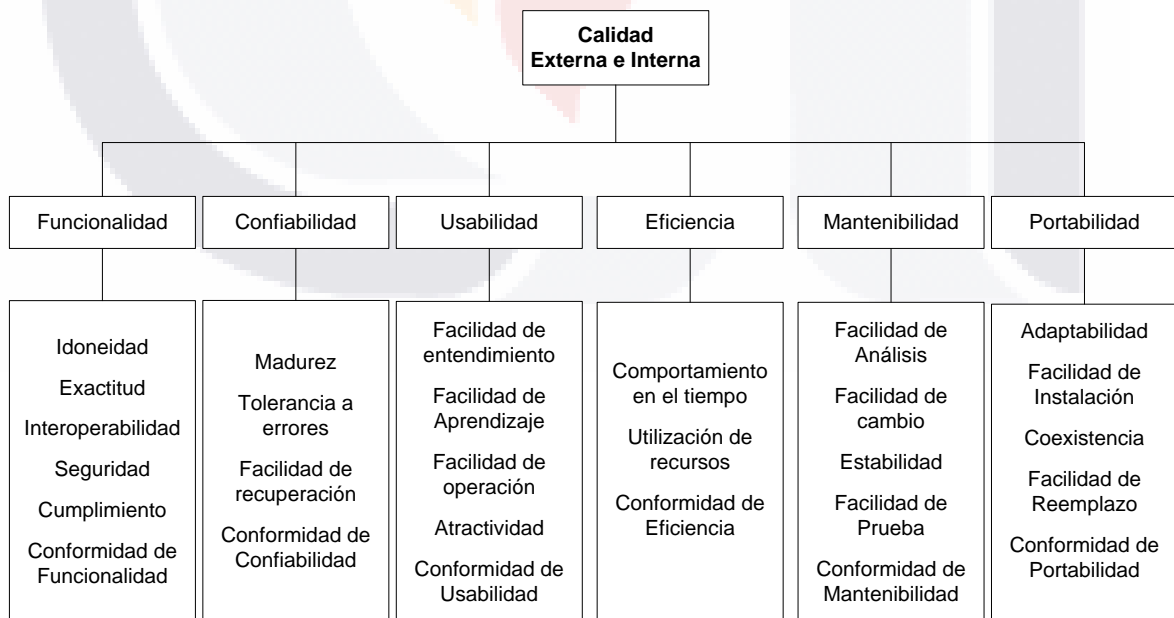 Calidad
Externa e Interna
Funcionalidad
Confiabilidad
Usabilidad
Eficiencia
Mantenibilidad
Portabilidad
Idoneidad
Exactitud
Interoperabilidad
Seguridad
Cumplimiento
Conformidad de
Funcionalidad
Madurez
Tolerancia a
errores
Facilidad de
recuperación
Conformidad de
Confiabilidad
Facilidad de
entendimiento
Facilidad de
Aprendizaje
Facilidad de
operación
Atractividad
Conformidad de
Usabilidad
Comportamiento
en el tiempo
Utilización de
recursos
Conformidad de
Eficiencia
Facilidad de
Análisis
Facilidad de
cambio
Estabilidad
Facilidad de
Prueba
Conformidad de
Mantenibilidad
Adaptabilidad
Facilidad de
Instalación
Coexistencia
Facilidad de
Reemplazo
Conformidad de
Portabilidad